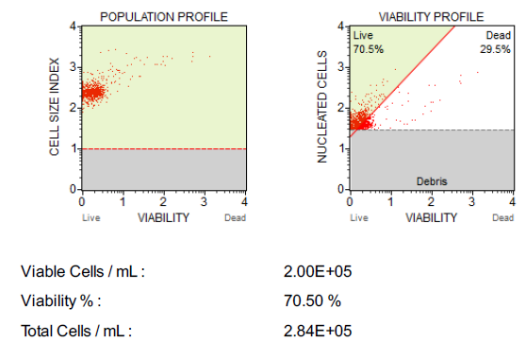 POPULATION PROFILE
4
3
2
1
0
CELL SIZE INDEX
0 1 2 3 4
Live VIABILITY Dead
VIABILITY PROFILE
4
3
2
1
0
NUCLEATED CELLS
Live Dead
70.5% 29.5%
Debris
0 1 2 3 4
Live VIABILITY Dead
Viable Cells / mL : 2.00E+05
Viability % : 70.50 %
Total Cells / mL : 2.84E+05